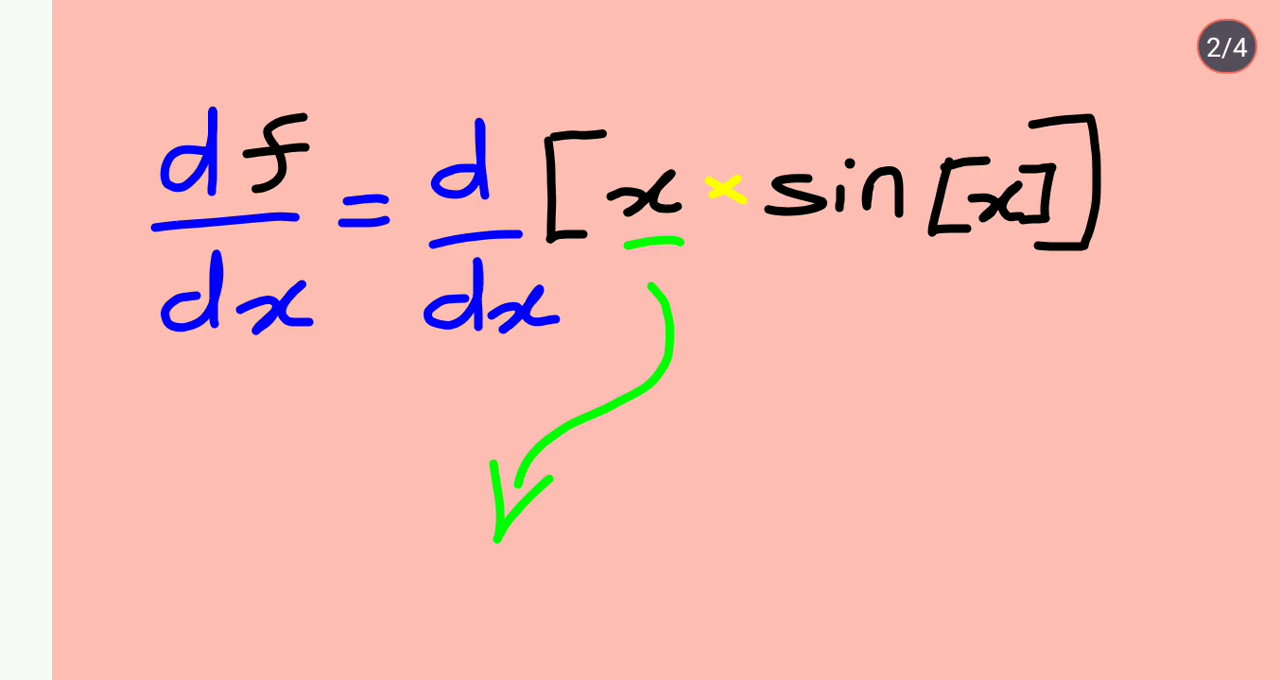 2/4
df/dx = d/dx [x × sin[x]]